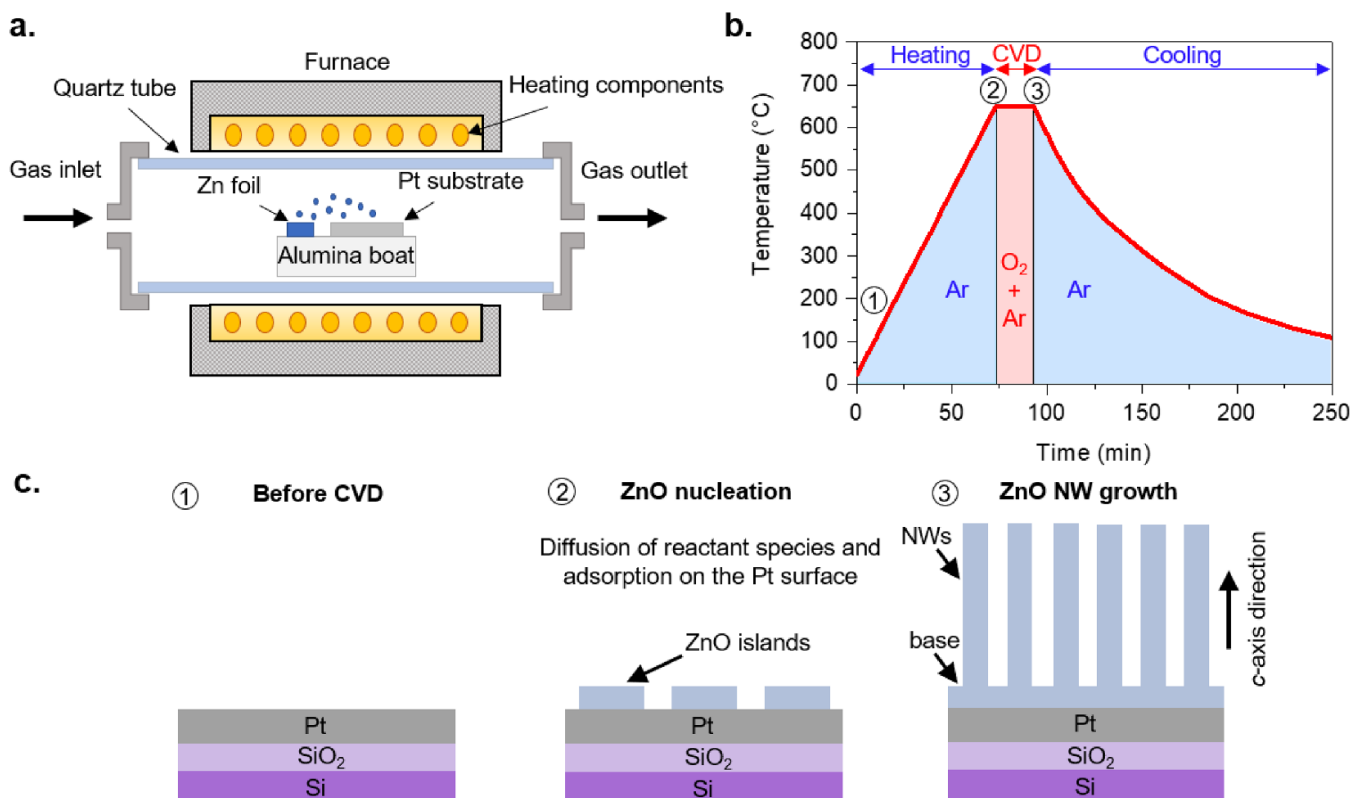 a.
Furnace
Quartz tube
Heating components
Gas inlet
Zn foil
Pt substrate
Gas outlet
Alumina boat
b.
Heating
CVD
Cooling
800
700
600
500
400
300
200
100
0
Temperature (°C)
①
②
③
Ar
O₂
+
Ar
Ar
0
50
100
150
200
250
Time (min)
c.
① Before CVD
② ZnO nucleation
Diffusion of reactant species and
adsorption on the Pt surface
ZnO islands
③ ZnO NW growth
NWs
base
c-axis direction
Pt
SiO₂
Si
Pt
SiO₂
Si
Pt
SiO₂
Si